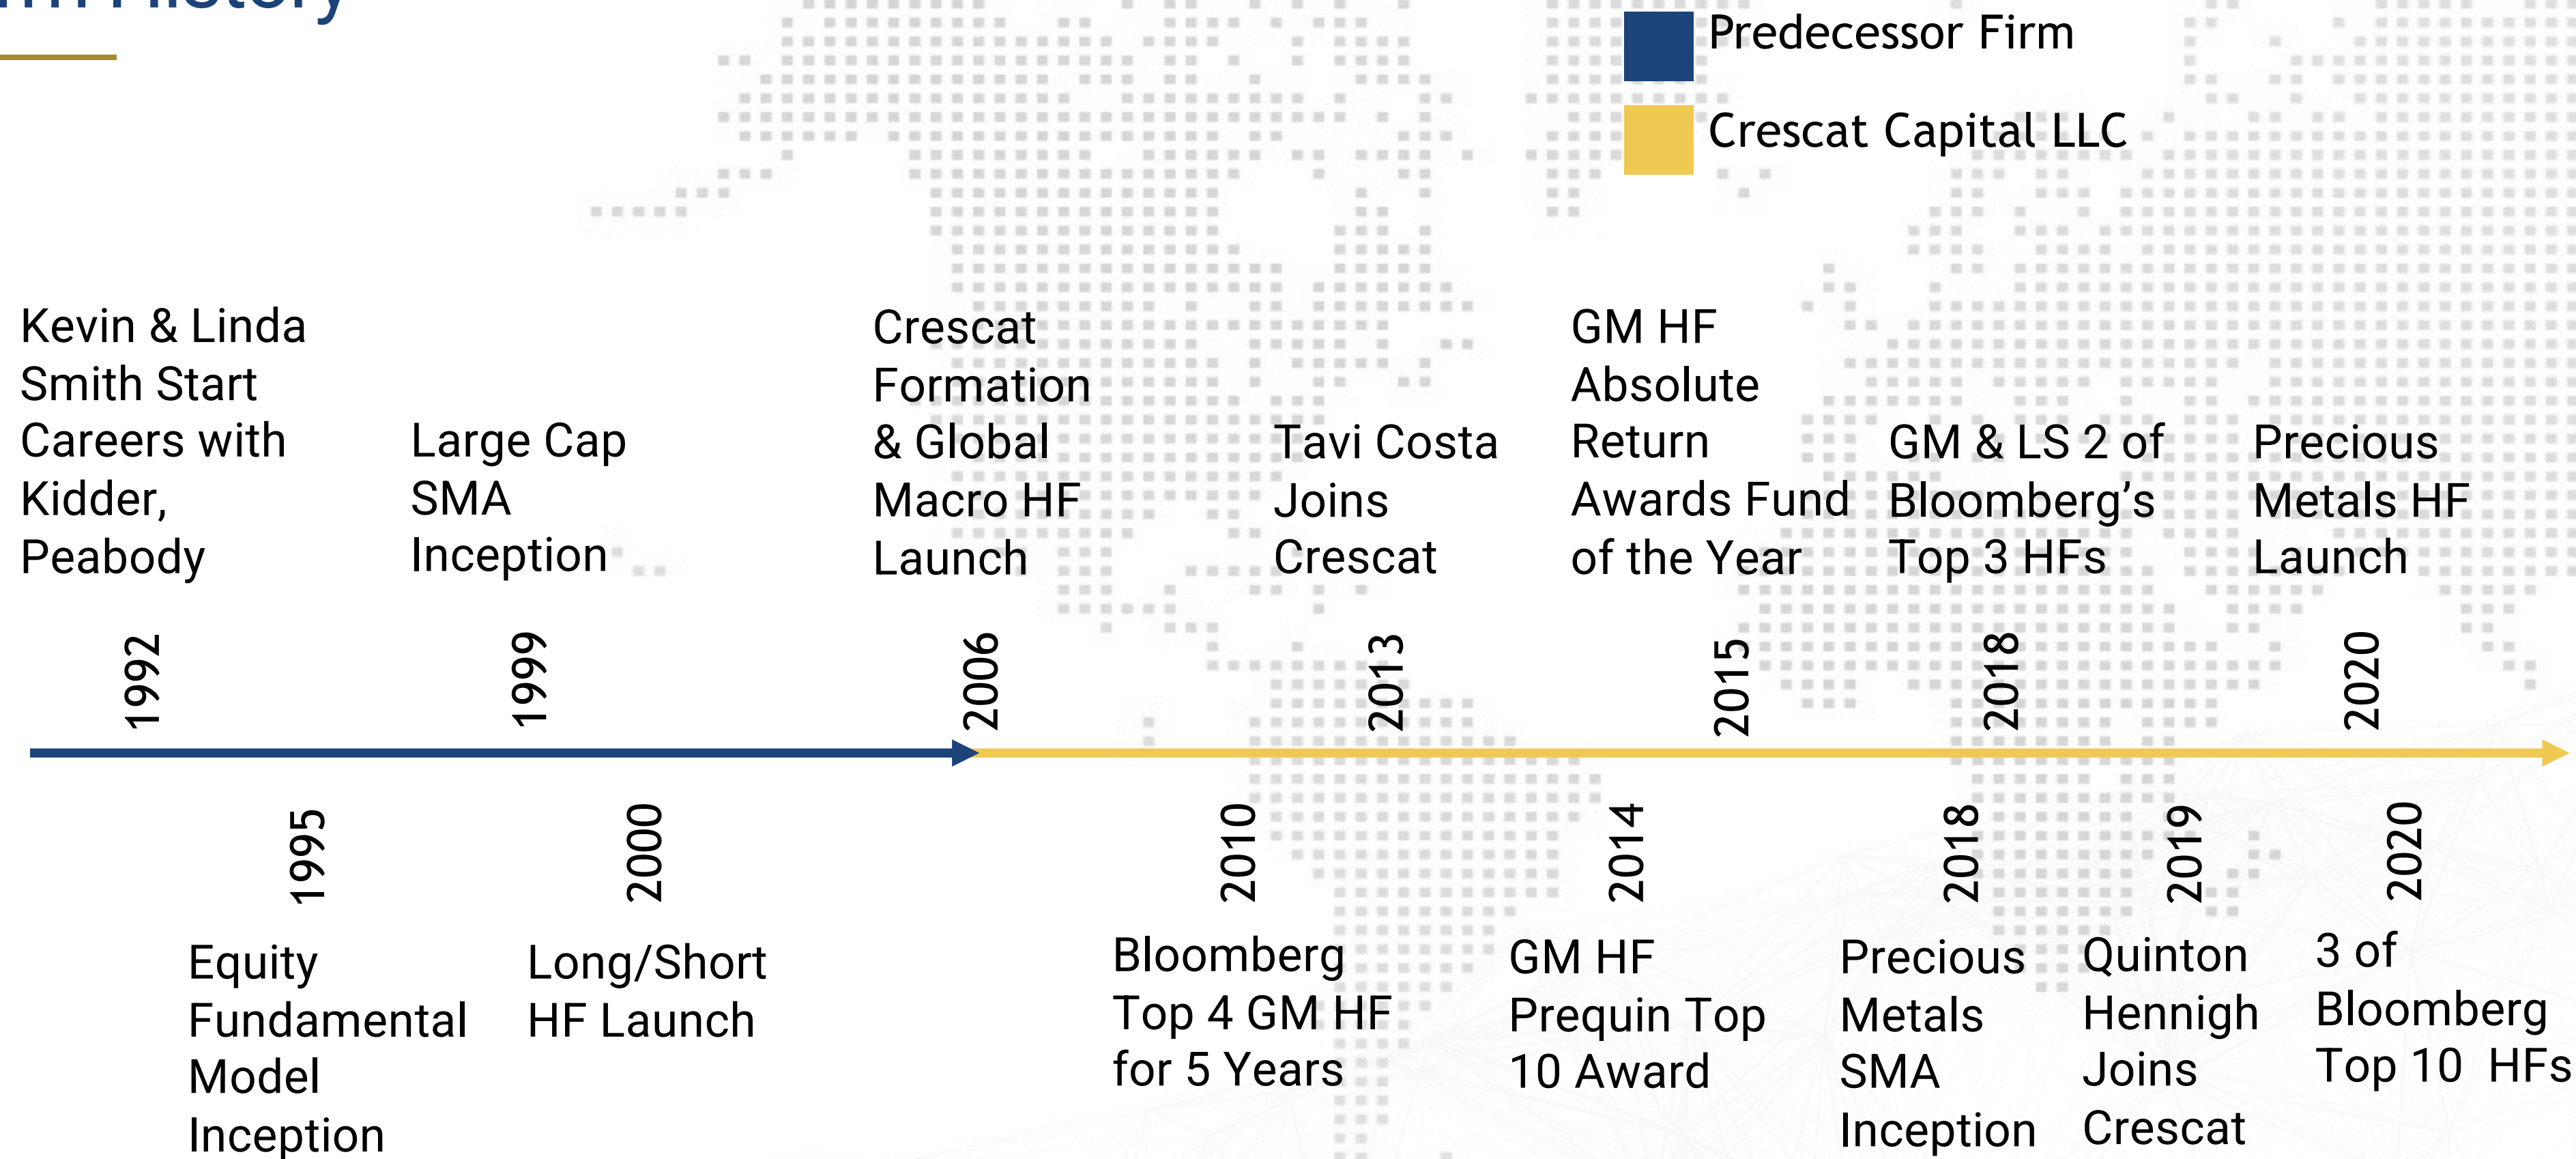 History
Predecessor Firm
Crescat Capital LLC
Kevin & Linda
Smith Start
Careers with
Kidder,
Peabody
Large Cap
SMA
Inception
Crescat
Formation
& Global
Macro HF
Launch
Tavi Costa
Joins
Crescat
GM HF
Absolute
Return
Awards Fund
of the Year
GM & LS 2 of
Bloomberg’s
Top 3 HFs
Precious
Metals HF
Launch
1992
1999
2006
2013
2015
2018
2020
1995
2000
2010
2014
2018
2019
2020
Equity
Fundamental
Model
Inception
Long/Short
HF Launch
Bloomberg
Top 4 GM HF
for 5 Years
GM HF
Prequin Top
10 Award
Precious
Metals
SMA
Inception
Quinton
Hennigh
Joins
Crescat
3 of
Bloomberg
Top 10 HFs